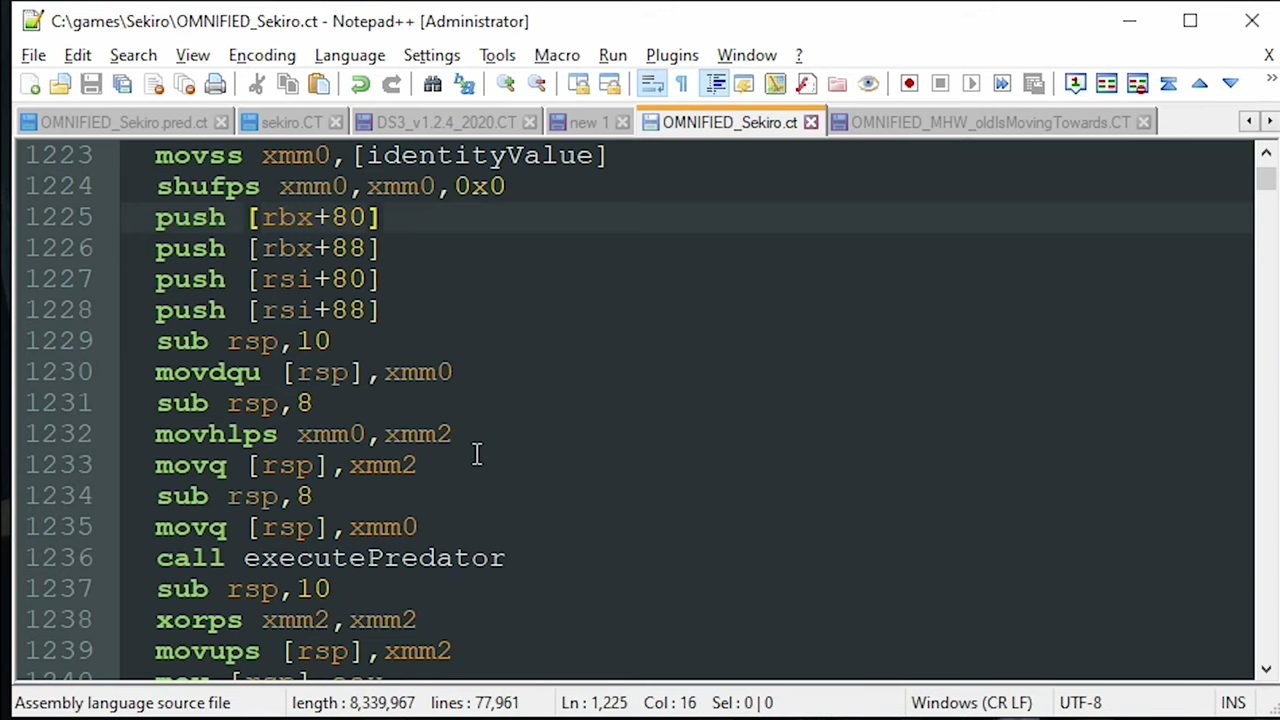 C:\games\Sekiro\OMNIFIED_Sekiro.ct - Notepad++ [Administrator]
File Edit Search View Encoding Language Settings Tools Macro Run Plugins Window ? X
OMNIFIED_Sekiro.pred.ct sekiro.CT DS3_v1.2.4_2020.CT new 1 OMNIFIED_Sekiro.ct OMNIFIED_MHW_oldIsMovingTowards.CT
1223 movss xmm0,[identityValue]
1224 shufps xmm0,xmm0,0x0
1225 push [rbx+80]
1226 push [rbx+88]
1227 push [rsi+80]
1228 push [rsi+88]
1229 sub rsp,10
1230 movdqu [rsp],xmm0
1231 sub rsp,8
1232 movhlps xmm0,xmm2
1233 movq [rsp],xmm2
1234 sub rsp,8
1235 movq [rsp],xmm0
1236 call executePredator
1237 sub rsp,10
1238 xorps xmm2,xmm2
1239 movups [rsp],xmm2
Assembly language source file length : 8,339,967 lines : 77,961 Ln : 1,225 Col : 16 Sel : 0 | 0 Windows (CR LF) UTF-8 INS